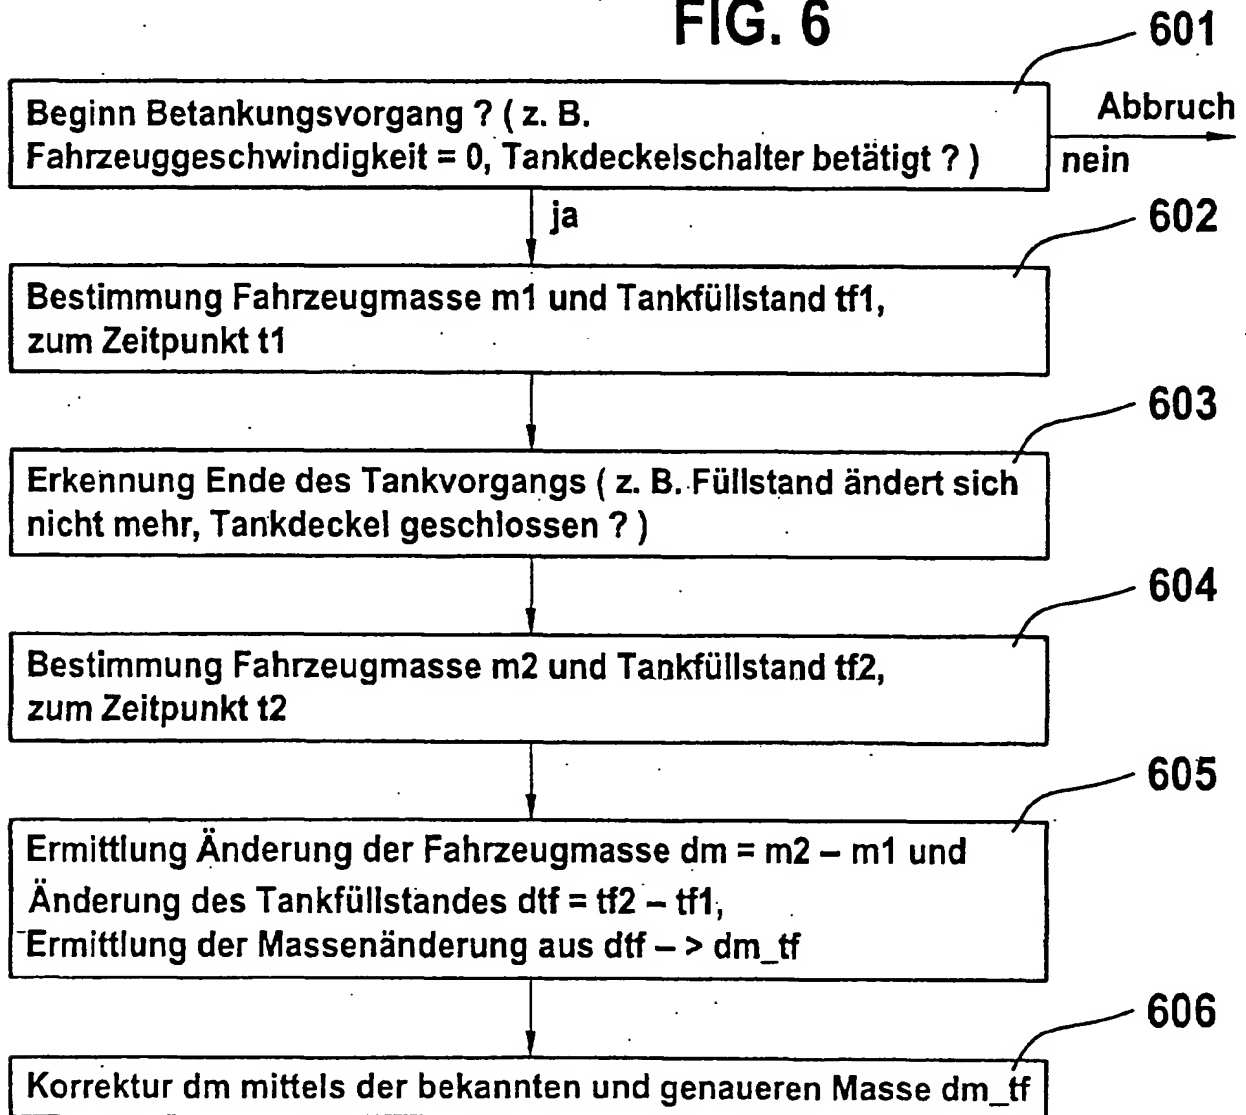 FIG. 6
601
Beginn Betankungsvorgang ? ( z. B.
Fahrzeuggeschwindigkeit = 0, Tankdeckelschalter betätigt ? )
Abbruch
nein
ja
602
Bestimmung Fahrzeugmasse m1 und Tankfüllstand tf1,
zum Zeitpunkt t1
603
Erkennung Ende des Tankvorgangs ( z. B. Füllstand ändert sich
nicht mehr, Tankdeckel geschlossen ? )
604
Bestimmung Fahrzeugmasse m2 und Tankfüllstand tf2,
zum Zeitpunkt t2
605
Ermittlung Änderung der Fahrzeugmasse dm = m2 – m1 und
Änderung des Tankfüllstandes dtf = tf2 – tf1,
Ermittlung der Massenänderung aus dtf – > dm_tf
606
Korrektur dm mittels der bekannten und genaueren Masse dm_tf